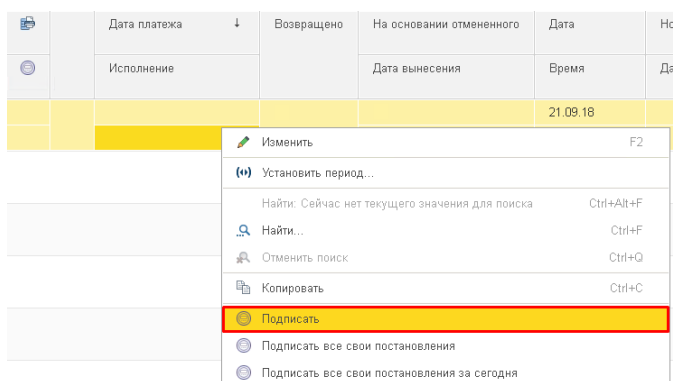 Дата платежа ↓ Возвращено На основании отмененного Дата
Исполнение Дата вынесения Время
21.09.18
Изменить F2
Установить период...
Найти: Сейчас нет текущего значения для поиска Ctrl+Alt+F
Найти... Ctrl+F
Отменить поиск Ctrl+Q
Копировать Ctrl+C
Подписать
Подписать все свои постановления
Подписать все свои постановления за сегодня